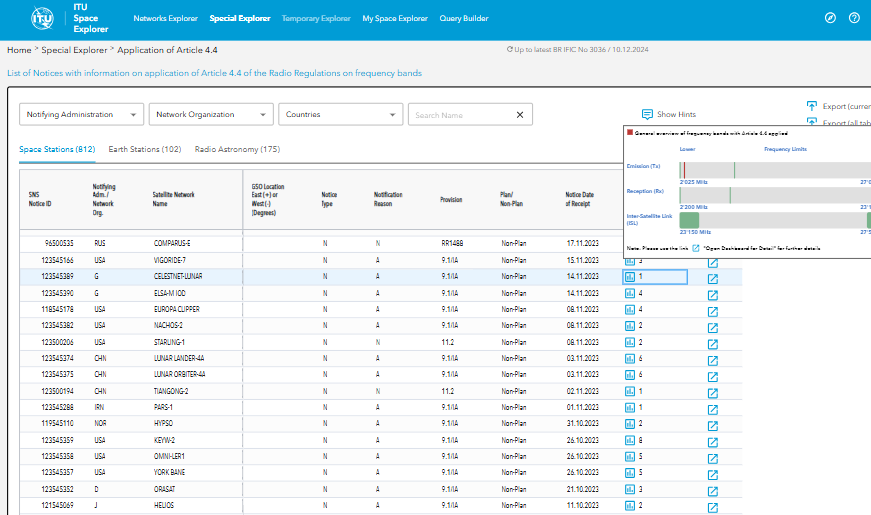 ITU
Space
Explorer
Networks Explorer Special Explorer Temporary Explorer My Space Explorer Query Builder
Home > Special Explorer > Application of Article 4.4
Up to latest BR IFIC No 3036 / 10.12.2024
List of Notices with information on application of Article 4.4 of the Radio Regulations on frequency bands
Notifying Administration Network Organization Countries Search Name
Show Hints
Export (curren
Export (all tab
Space Stations (812) Earth Stations (102) Radio Astronomy (175)
General overview of frequency bands with Article 4.4 applied
Lower Frequency Limits
Emission (Tx)
2'025 MHz 27'0
Reception (Rx)
2'200 MHz 23'1
Inter-Satellite Link
(ISL)
23'150 MHz 27'5
Note: Please use the link "Open Dashboard for Detail" for further details
SNS
Notice ID
Notifying
Adm. /
Network
Org.
Satellite Network
Name
GSO Location
East (+) or
West (-)
(Degrees)
Notice
Type
Notification
Reason
Provision
Plan/
Non-Plan
Notice Date
of Receipt
96500535 RUS COMPARUS-E N N RR1488 Non-Plan 17.11.2023
123545166 USA VIGORIDE-7 N A 9.1/IA Non-Plan 15.11.2023 3
123545389 G CELESTNET-LUNAR N A 9.1/IA Non-Plan 14.11.2023 1
123545390 G ELSA-M IOD N A 9.1/IA Non-Plan 14.11.2023 4
118545178 USA EUROPA CLIPPER N A 9.1/IA Non-Plan 08.11.2023 4
123545382 USA NACHOS-2 N A 9.1/IA Non-Plan 08.11.2023 2
123500206 USA STARLING-1 N N 11.2 Non-Plan 08.11.2023 2
123545374 CHN LUNAR LANDER-4A N A 9.1/IA Non-Plan 03.11.2023 6
123545375 CHN LUNAR ORBITER-4A N A 9.1/IA Non-Plan 03.11.2023 6
123500194 CHN TIANGONG-2 N N 11.2 Non-Plan 02.11.2023 1
123545288 IRN PARS-1 N A 9.1/IA Non-Plan 01.11.2023 1
119545110 NOR HYPSO N A 9.1/IA Non-Plan 31.10.2023 2
123545359 USA KEYW-2 N A 9.1/IA Non-Plan 26.10.2023 8
123545358 USA OMNI-LER1 N A 9.1/IA Non-Plan 26.10.2023 5
123545357 USA YORK BANE N A 9.1/IA Non-Plan 26.10.2023 5
123545352 D ORASAT N A 9.1/IA Non-Plan 21.10.2023 3
121545069 J HELIOS N A 9.1/IA Non-Plan 11.10.2023 2